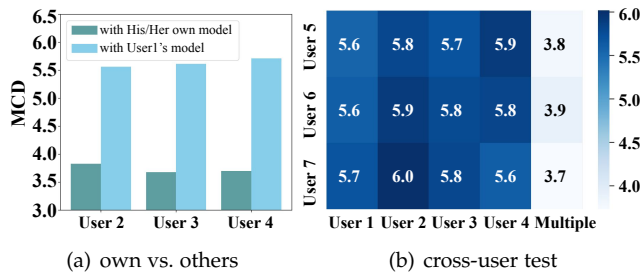 6.5
6.0
5.5
5.0
4.5
4.0
3.5
3.0
MCD
with His/Her own model
with User1's model
User 2 User 3 User 4
(a) own vs. others
User 5 5.6 5.8 5.7 5.9 3.8
User 6 5.6 5.9 5.8 5.8 3.9
User 7 5.7 6.0 5.8 5.6 3.7
User 1 User 2 User 3 User 4 Multiple
6.0
5.5
5.0
4.5
4.0
(b) cross-user test